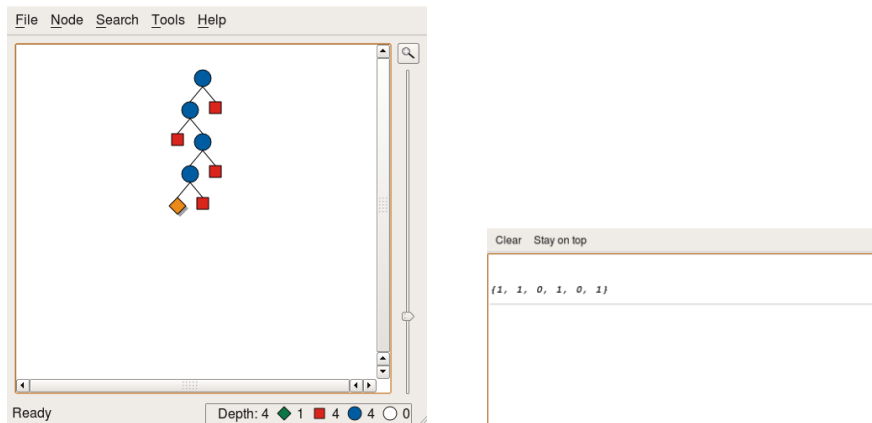 File Node Search Tools Help
Ready Depth: 4 1 4 4 0
Clear Stay on top
{1, 1, 0, 1, 0, 1}